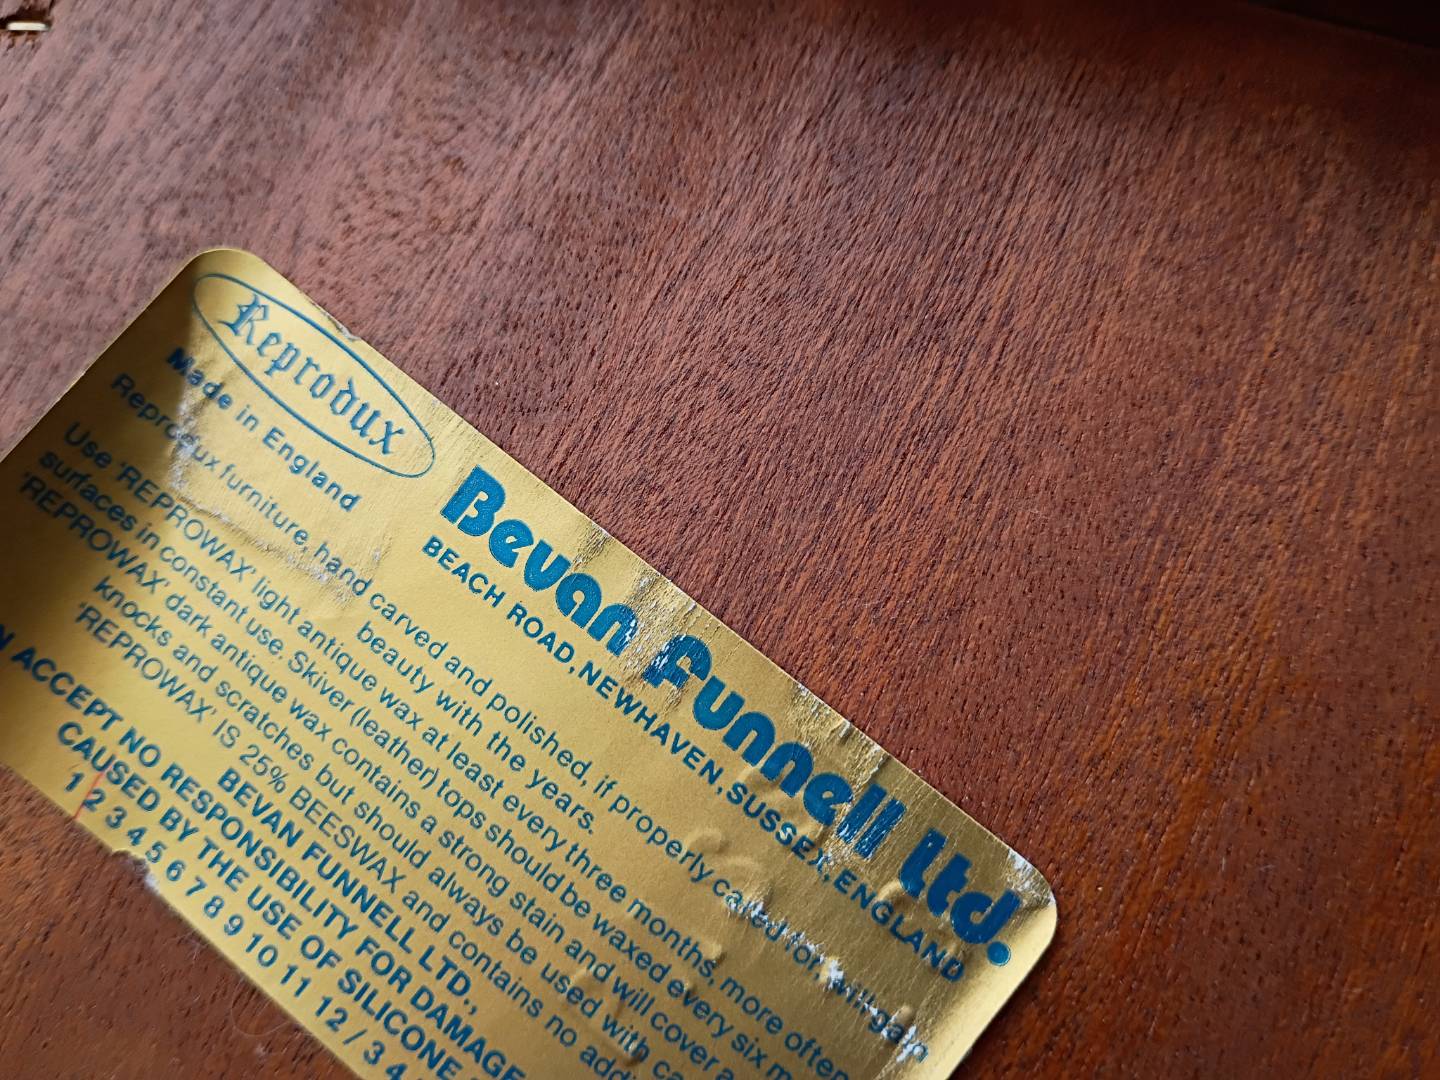 Reprodux
Bevan Funnell Ltd.
Made in England
BEACH ROAD, NEWHAVEN, SUSSEX, ENGLAND
Reprodux furniture, hand carved and polished, if properly cared for, will gain
beauty with the years.
Use 'REPROWAX' light antique wax at least every three months, more often
surfaces in constant use. Skiver (leather) tops should be waxed every six
'REPROWAX' dark antique wax contains a strong stain and will cover
knocks and scratches but should always be used with
'REPROWAX' IS 25% BEESWAX and contains no
BEVAN FUNNELL LTD.,
ACCEPT NO RESPONSIBILITY FOR DAMAGE
CAUSED BY THE USE OF SILICONE
1 2 3 4 5 6 7 8 9 10 11 12 / 3 4